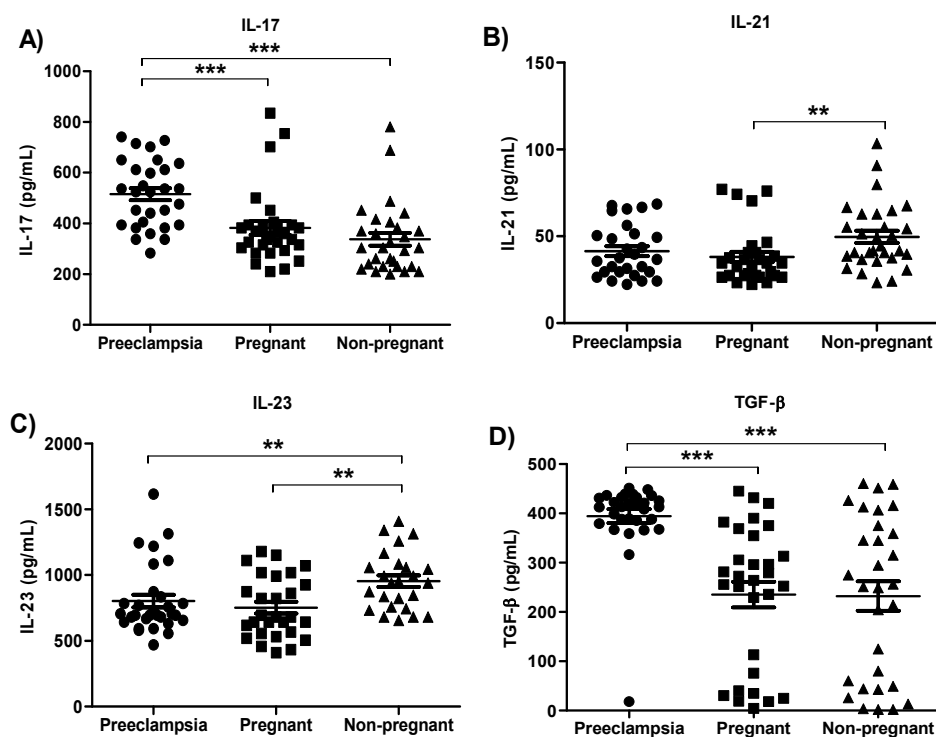 A)
IL-17
***
***
IL-17 (pg/mL)
1000
800
600
400
200
0
Preeclampsia Pregnant Non-pregnant
B)
IL-21
**
IL-21 (pg/mL)
150
100
50
0
Preeclampsia Pregnant Non-pregnant
C)
IL-23
**
**
IL-23 (pg/mL)
2000
1500
1000
500
0
Preeclampsia Pregnant Non-pregnant
D)
TGF-β
***
***
TGF-β (pg/mL)
500
400
300
200
100
0
Preeclampsia Pregnant Non-pregnant